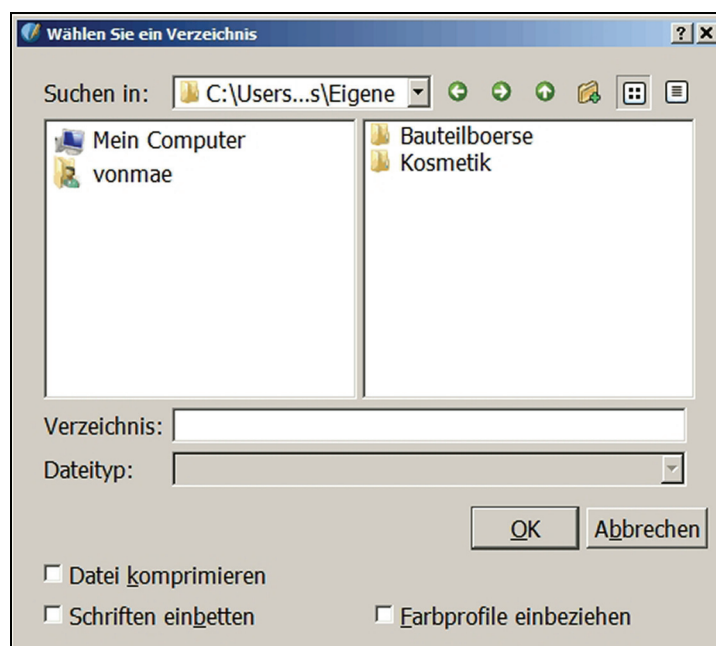 Wählen Sie ein Verzeichnis
Suchen in: C:\Users...s\Eigene
Mein Computer
vonmae
Bauteilboerse
Kosmetik
Verzeichnis:
Dateityp:
OK Abbrechen
Datei komprimieren
Schriften einbetten Farbprofile einbeziehen